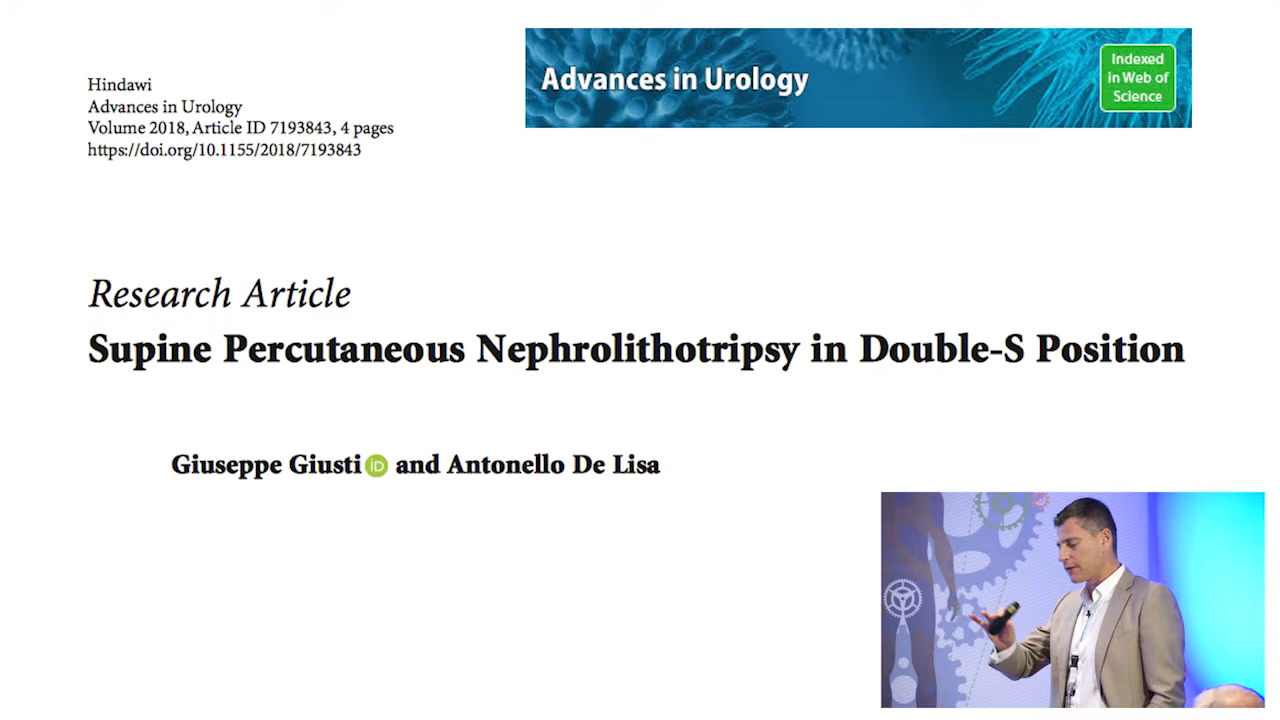 Hindawi
Advances in Urology
Volume 2018, Article ID 7193843, 4 pages
https://doi.org/10.1155/2018/7193843
Advances in Urology
Indexed
in Web of
Science
Research Article
Supine Percutaneous Nephrolithotripsy in Double-S Position
Giuseppe Giusti iD and Antonello De Lisa